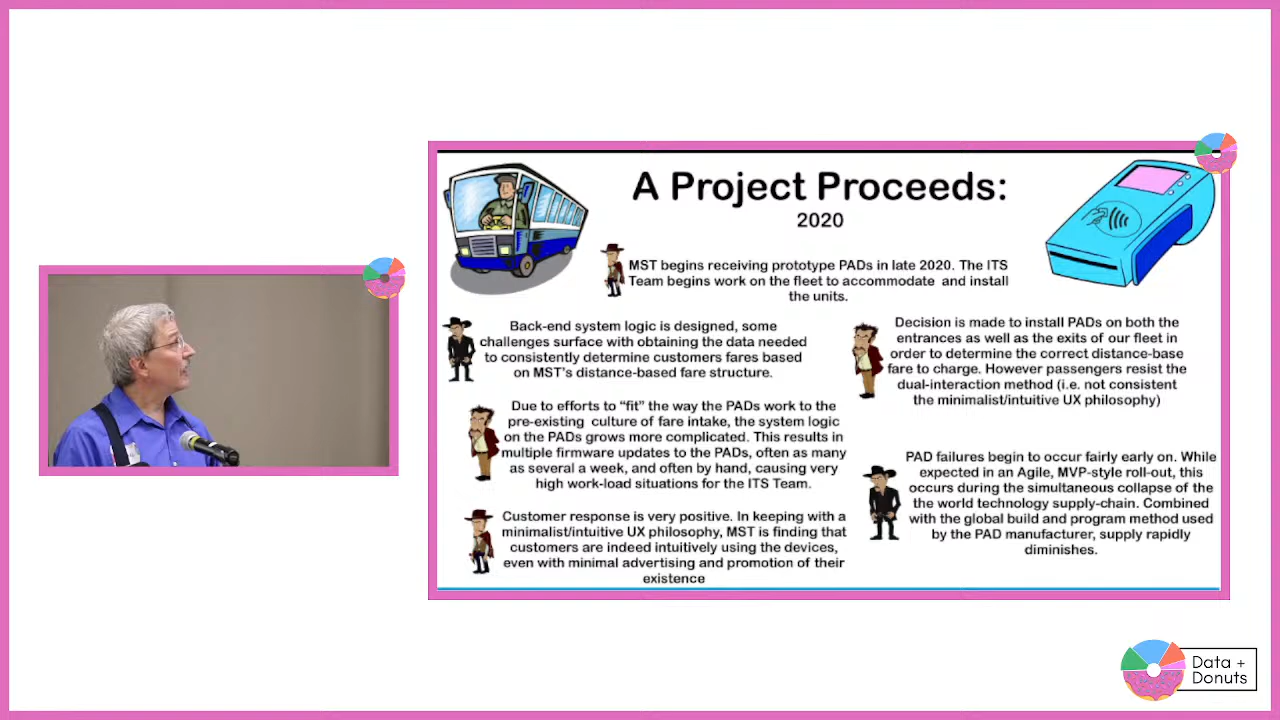 A Project Proceeds:
2020
MST begins receiving prototype PADs in late 2020. The ITS
Team begins work on the fleet to accommodate and install
the units.
Back-end system logic is designed, some
challenges surface with obtaining the data needed
to consistently determine customers fares based
on MST's distance-based fare structure.
Due to efforts to "fit" the way the PADs work to the
pre-existing culture of fare intake, the system logic
on the PADs grows more complicated. This results in
multiple firmware updates to the PADs, often as many
as several a week, and often by hand, causing very
high work-load situations for the ITS Team.
Customer response is very positive. In keeping with a
minimalist/intuitive UX philosophy, MST is finding that
customers are indeed intuitively using the devices,
even with minimal advertising and promotion of their
existence
Decision is made to install PADs on both the
entrances as well as the exits of our fleet in
order to determine the correct distance-base
fare to charge. However passengers resist the
dual-interaction method (i.e. not consistent
the minimalist/intuitive UX philosophy)
PAD failures begin to occur fairly early on. While
expected in an Agile, MVP-style roll-out, this
occurs during the simultaneous collapse of the
the world technology supply-chain. Combined
with the global build and program method used
by the PAD manufacturer, supply rapidly
diminishes.
Data +
Donuts